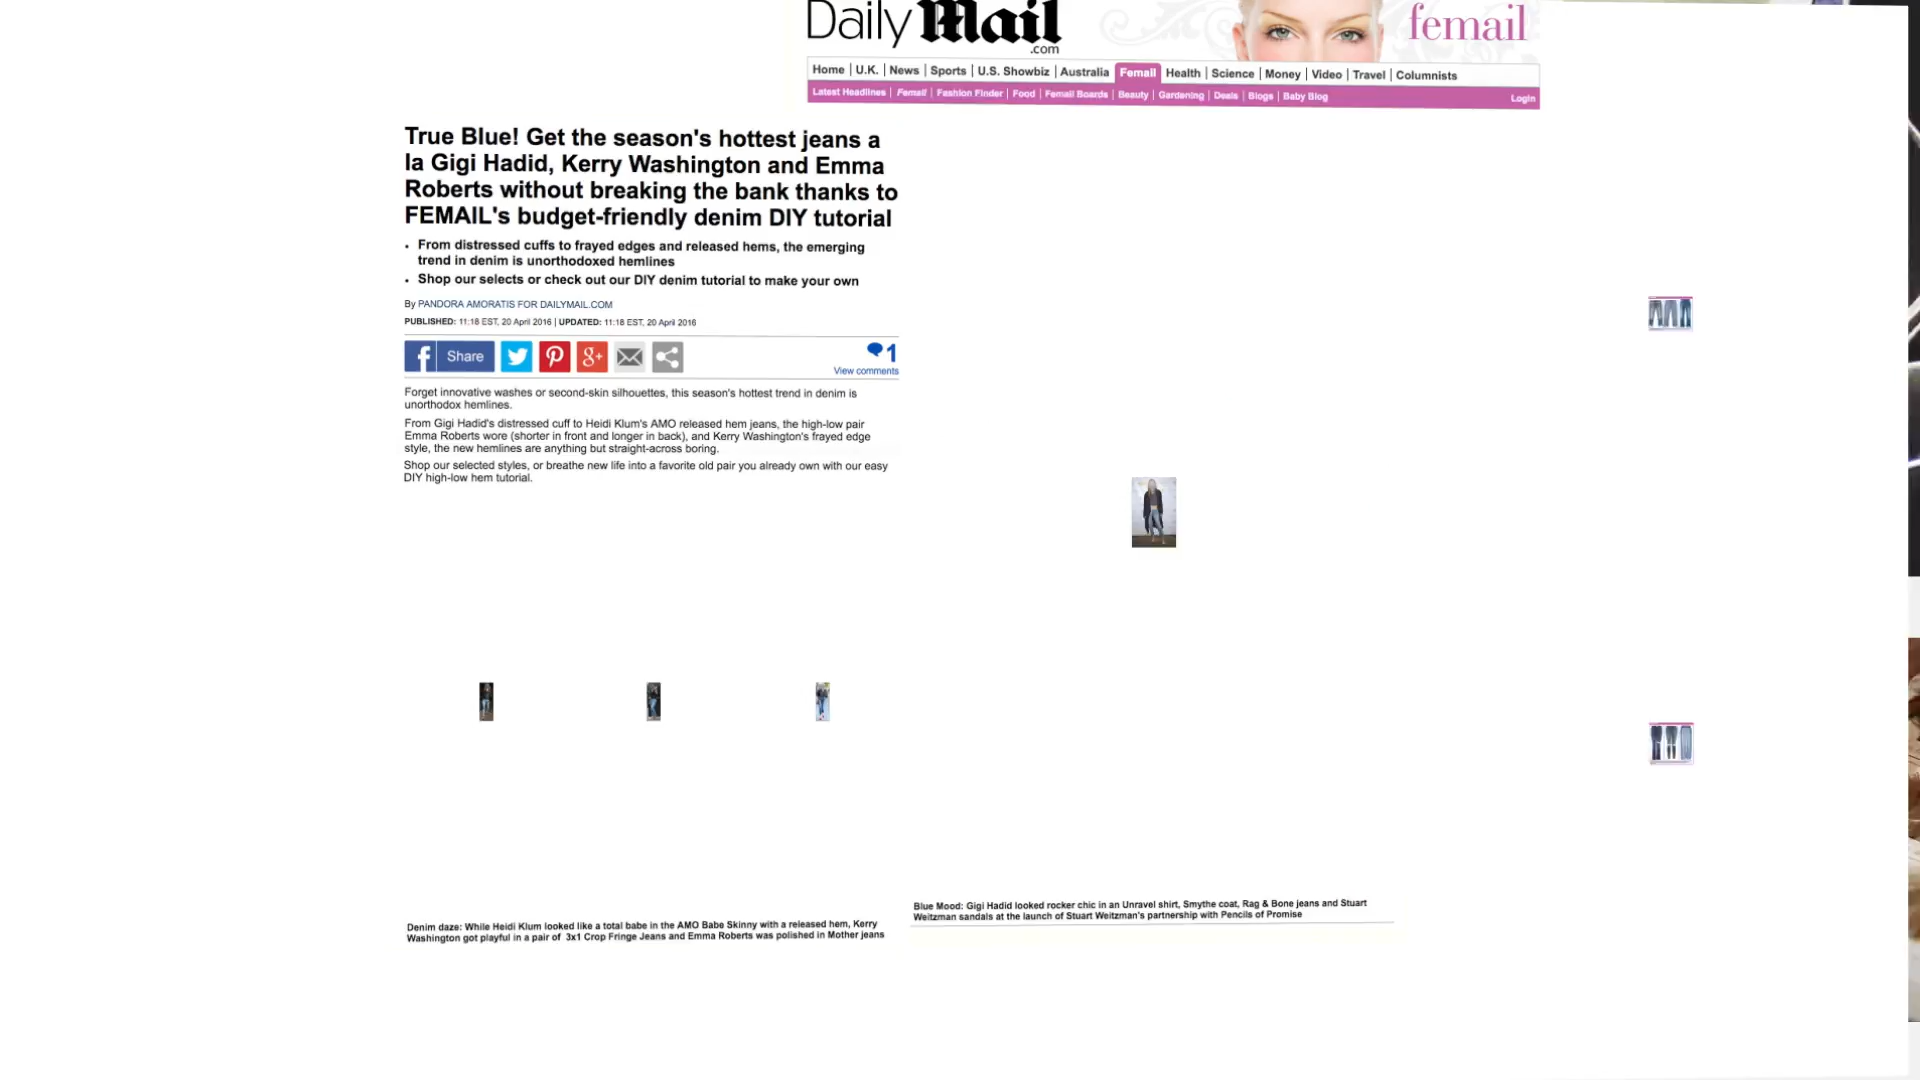 Daily Mail
.com
femail
Home | U.K. | News | Sports | U.S. Showbiz | Australia | Femail | Health | Science | Money | Video | Travel | Columnists
Latest Headlines | Femail | Fashion Finder | Food | Femail Boards | Beauty | Gardening | Deals | Blogs | Baby Blog
Login
True Blue! Get the season's hottest jeans a
la Gigi Hadid, Kerry Washington and Emma
Roberts without breaking the bank thanks to
FEMAIL's budget-friendly denim DIY tutorial
• From distressed cuffs to frayed edges and released hems, the emerging
trend in denim is unorthodoxed hemlines
• Shop our selects or check out our DIY denim tutorial to make your own
By PANDORA AMORATIS FOR DAILYMAIL.COM
PUBLISHED: 11:18 EST, 20 April 2016 | UPDATED: 11:18 EST, 20 April 2016
f Share
g+
1
View comments
Forget innovative washes or second-skin silhouettes, this season's hottest trend in denim is
unorthodox hemlines.
From Gigi Hadid's distressed cuff to Heidi Klum's AMO released hem jeans, the high-low pair
Emma Roberts wore (shorter in front and longer in back), and Kerry Washington's frayed edge
style, the new hemlines are anything but straight-across boring.
Shop our selected styles, or breathe new life into a favorite old pair you already own with our easy
DIY high-low hem tutorial.
Denim daze: While Heidi Klum looked like a total babe in the AMO Babe Skinny with a released hem, Kerry
Washington got playful in a pair of 3x1 Crop Fringe Jeans and Emma Roberts was polished in Mother jeans
Blue Mood: Gigi Hadid looked rocker chic in an Unravel shirt, Smythe coat, Rag & Bone jeans and Stuart
Weitzman sandals at the launch of Stuart Weitzman's partnership with Pencils of Promise